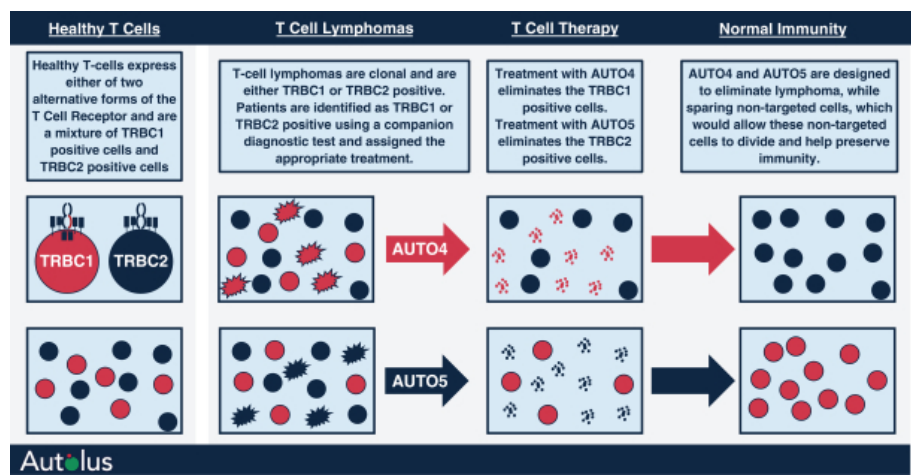 Healthy T Cells
T Cell Lymphomas
T Cell Therapy
Normal Immunity
Healthy T-cells express
either of two
alternative forms of the
T Cell Receptor and are
a mixture of TRBC1
positive cells and
TRBC2 positive cells
T-cell lymphomas are clonal and are
either TRBC1 or TRBC2 positive.
Patients are identified as TRBC1 or
TRBC2 positive using a companion
diagnostic test and assigned the
appropriate treatment.
Treatment with AUTO4
eliminates the TRBC1
positive cells.
Treatment with AUTO5
eliminates the TRBC2
positive cells.
AUTO4 and AUTO5 are designed
to eliminate lymphoma, while
sparing non-targeted cells, which
would allow these non-targeted
cells to divide and help preserve
immunity.
TRBC1
TRBC2
AUTO4
AUTO5
Autolus